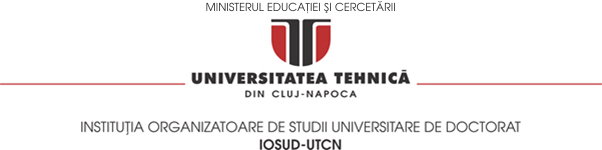 MINISTERUL EDUCAȚIEI ȘI CERCETĂRII
UNIVERSITATEA TEHNICĂ
DIN CLUJ-NAPOCA
INSTITUȚIA ORGANIZATOARE DE STUDII UNIVERSITARE DE DOCTORAT
IOSUD-UTCN